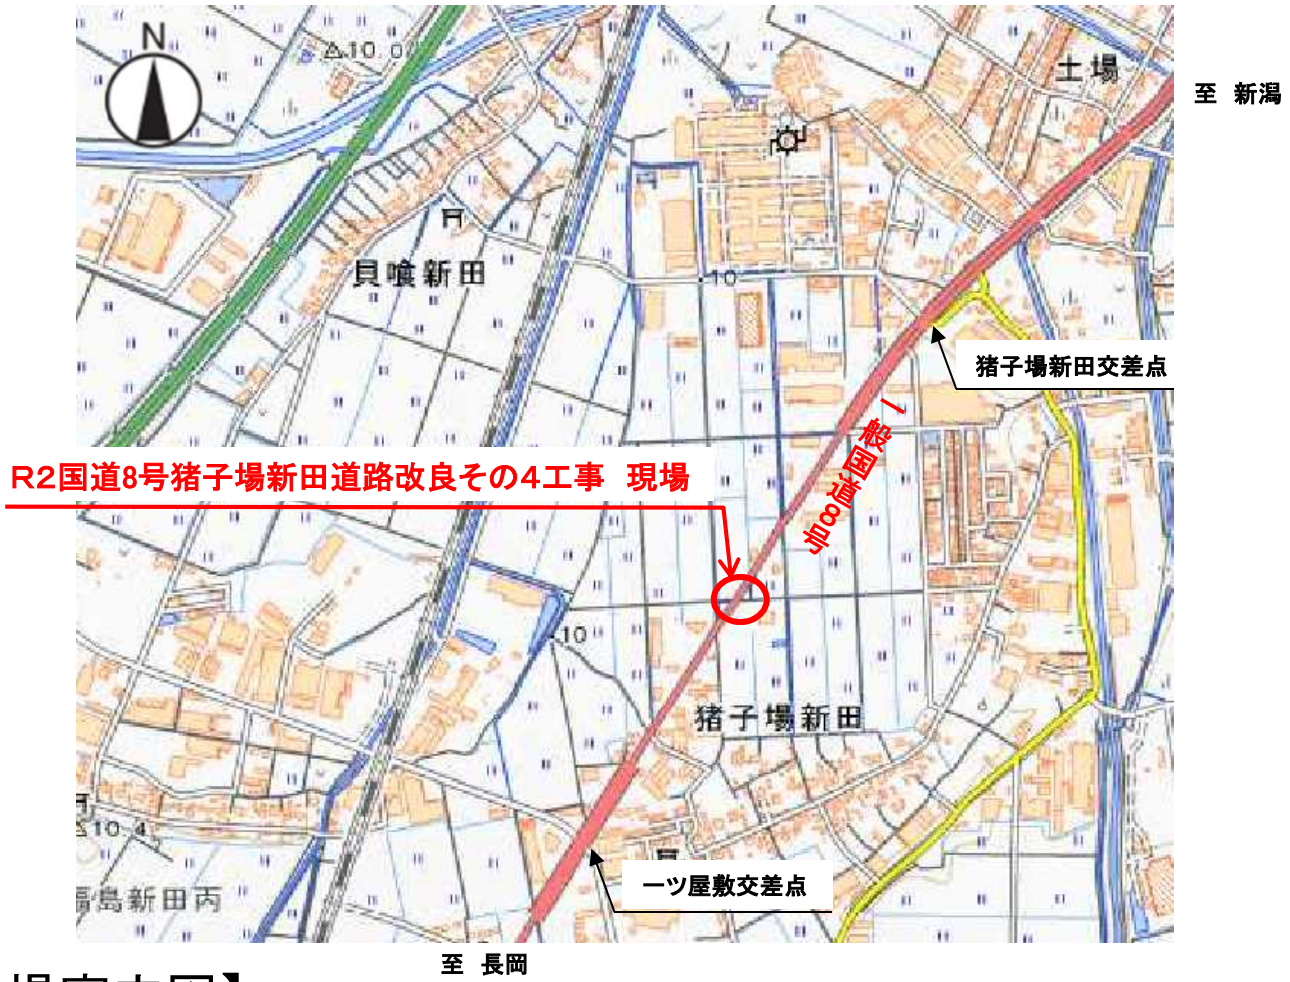 N
△10.0
土場
至 新潟
貝喰新田
10
猪子場新田交差点
一般国道8号
R2国道8号猪子場新田道路改良その4工事 現場
10
猪子場新田
△10.4
一ツ屋敷交差点
福島新田丙
至 長岡